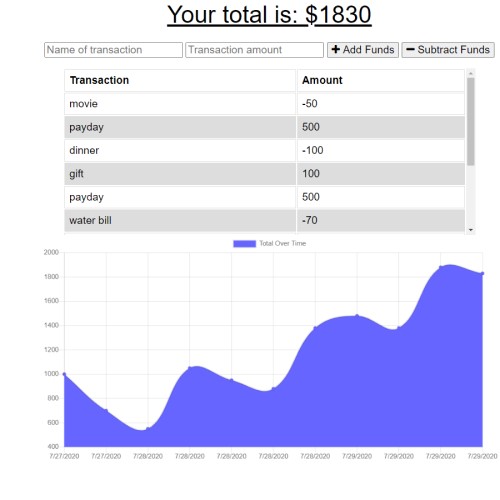 Your total is: $1830
Name of transaction Transaction amount + Add Funds − Subtract Funds
Transaction Amount
movie -50
payday 500
dinner -100
gift 100
payday 500
water bill -70
Total Over Time
2000
1800
1600
1400
1200
1000
800
600
400
7/27/2020 7/27/2020 7/28/2020 7/28/2020 7/28/2020 7/28/2020 7/28/2020 7/29/2020 7/29/2020 7/29/2020 7/29/2020